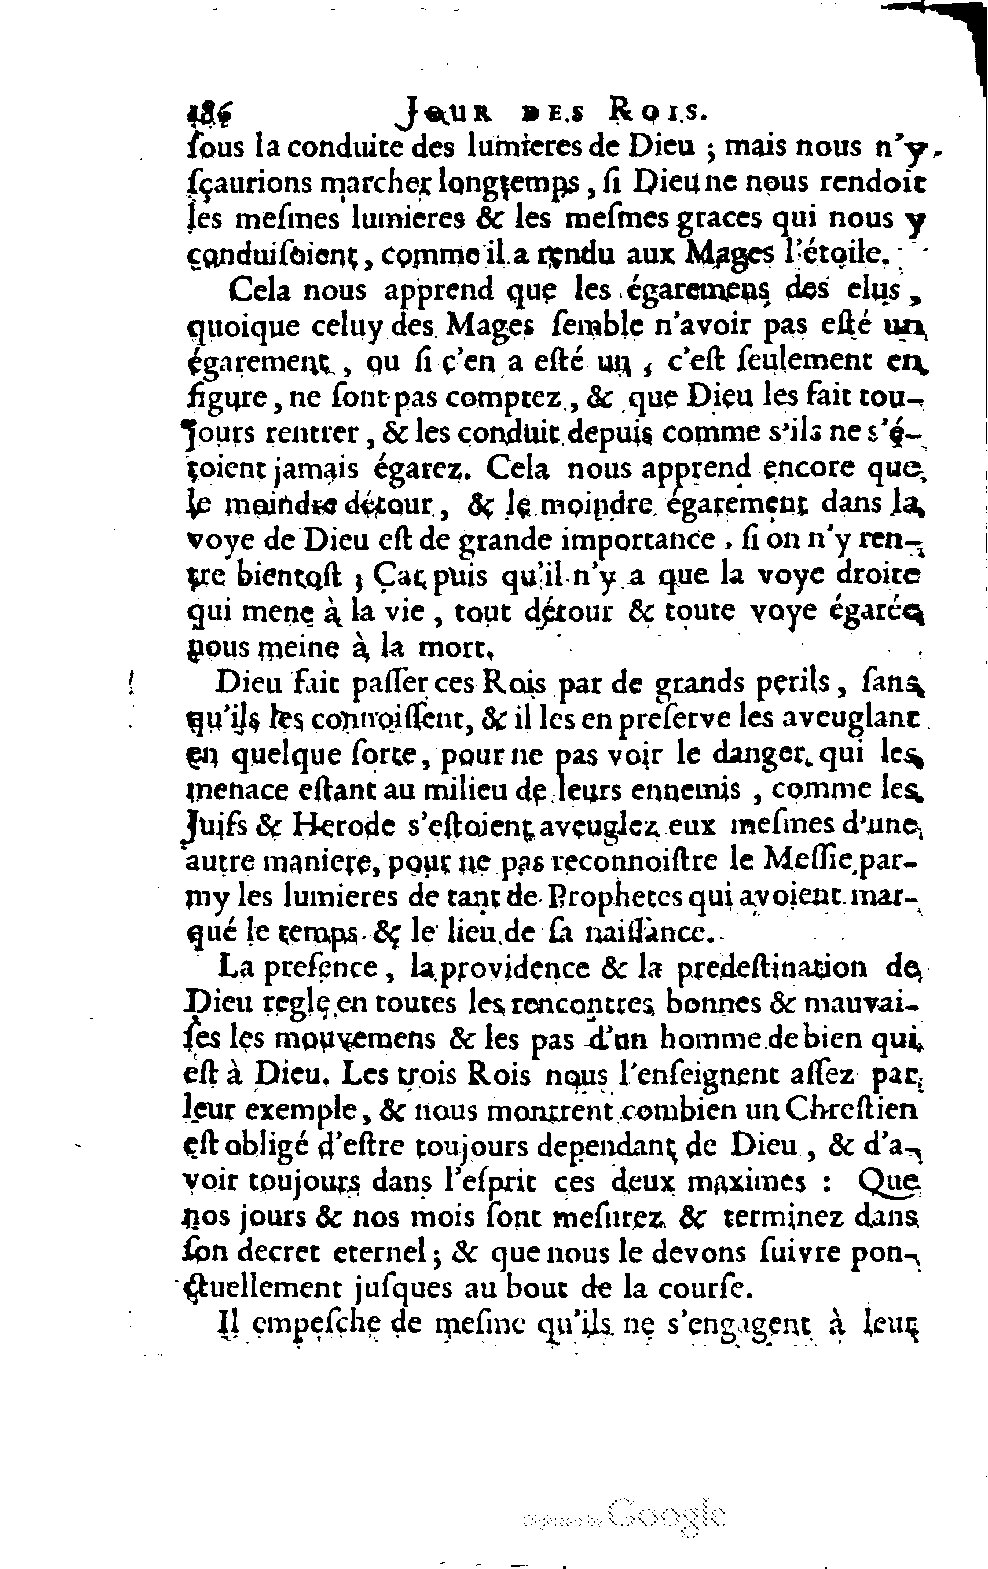 186 JOUR DES ROIS.
ſous la conduite des lumieres de Dieu ; mais nous n'y
ſçaurions marcher longtemps, ſi Dieu ne nous rendoit
les meſmes lumieres & les meſmes graces qui nous y
conduiſoient, comme il a rendu aux Mages l'étoile.
Cela nous apprend que les égaremens des elus,
quoique celuy des Mages ſemble n'avoir pas eſté un
égarement, ou ſi ç'en a eſté un, c'eſt ſeulement en
figure, ne ſont pas comptez, & que Dieu les fait tou-
jours rentrer, & les conduit depuis comme s'ils ne s'é-
toient jamais égarez. Cela nous apprend encore que
le moindre détour, & le moindre égarement dans la
voye de Dieu eſt de grande importance, ſi on n'y ren-
tre bientoſt ; Car puis qu'il n'y a que la voye droite
qui mene à la vie, tout détour & toute voye égarée
nous meine à la mort.
Dieu fait paſſer ces Rois par de grands perils, ſans
qu'ils les connoiſſent, & il les en preſerve les aveuglant
en quelque ſorte, pour ne pas voir le danger qui les
menace eſtant au milieu de leurs ennemis, comme les
Juifs & Herode s'eſtoient aveuglez eux meſmes d'une
autre maniere, pour ne pas reconnoiſtre le Meſſie par-
my les lumieres de tant de Prophetes qui avoient mar-
qué le temps & le lieu de ſa naiſſance.
La preſence, la providence & la predeſtination de
Dieu regle en toutes les rencontres bonnes & mauvai-
ſes les mouvemens & les pas d'un homme de bien qui
eſt à Dieu. Les trois Rois nous l'enſeignent aſſez par
leur exemple, & nous montrent combien un Chreſtien
eſt obligé d'eſtre toujours dependant de Dieu, & d'a-
voir toujours dans l'eſprit ces deux maximes : Que
nos jours & nos mois ſont meſurez & terminez dans
ſon decret eternel ; & que nous le devons ſuivre pon-
ctuellement juſques au bout de la courſe.
Il empeſche de meſme qu'ils ne s'engagent à leur
Digitized by Google